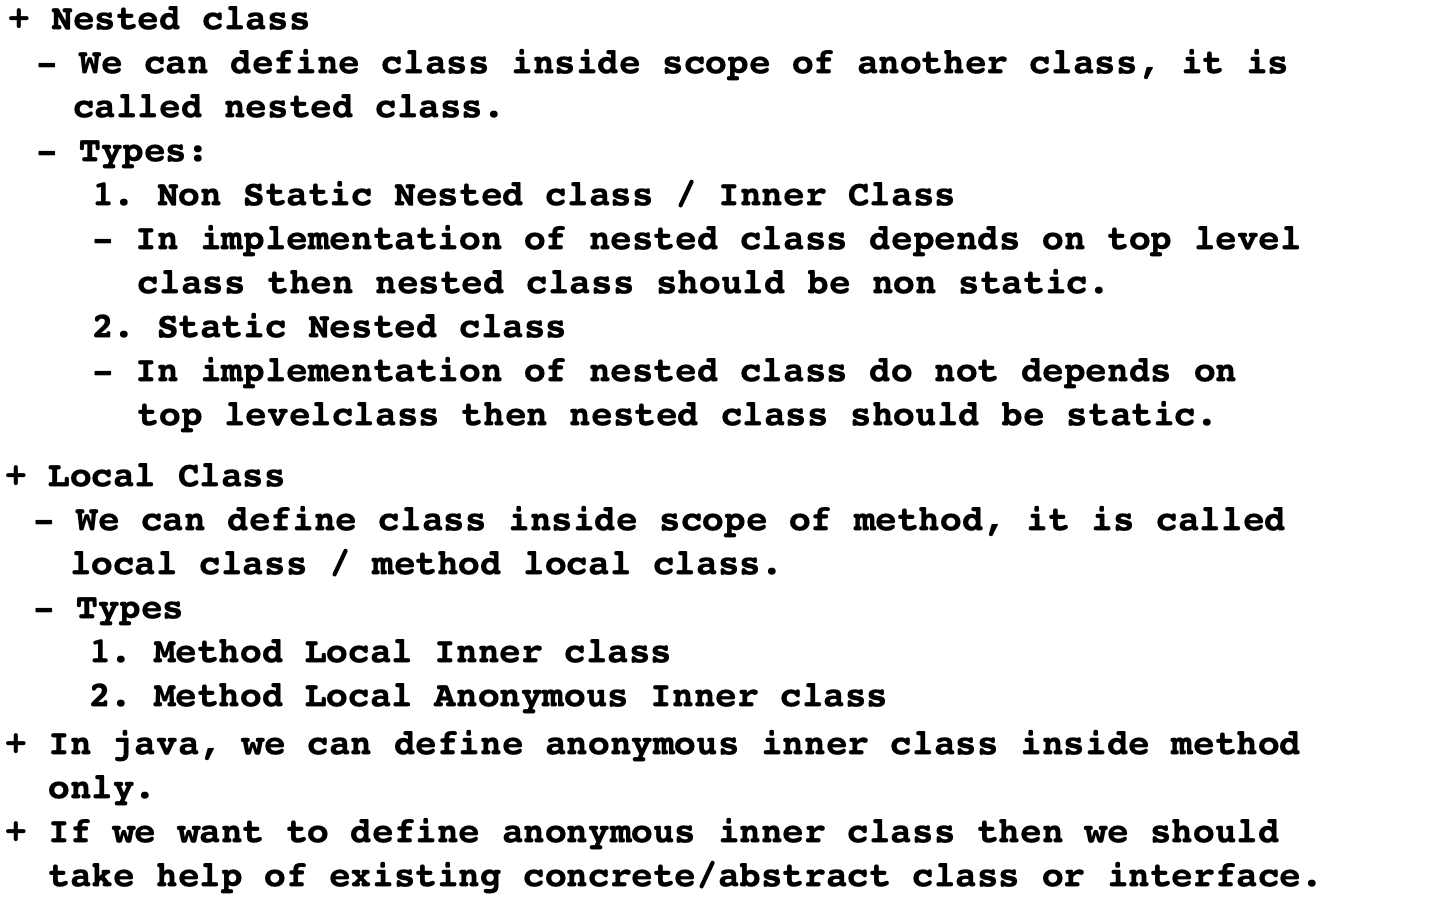 + Nested class
- We can define class inside scope of another class, it is
called nested class.
- Types:
1. Non Static Nested class / Inner Class
- In implementation of nested class depends on top level
class then nested class should be non static.
2. Static Nested class
- In implementation of nested class do not depends on
top levelclass then nested class should be static.
+ Local Class
- We can define class inside scope of method, it is called
local class / method local class.
- Types
1. Method Local Inner class
2. Method Local Anonymous Inner class
+ In java, we can define anonymous inner class inside method
only.
+ If we want to define anonymous inner class then we should
take help of existing concrete/abstract class or interface.